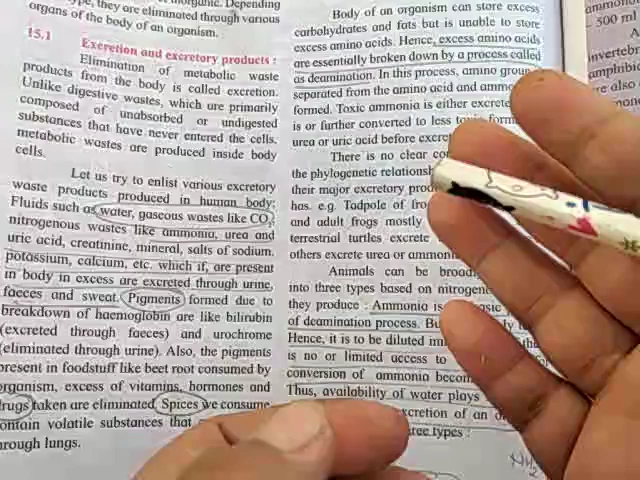 organic. Depending
type, they are eliminated through various
organs of the body of an organism.
15.1
Excretion and excretory products :
Elimination of metabolic waste
products from the body is called excretion.
Unlike digestive wastes, which are primarily
composed of unabsorbed or undigested
substances that have never entered the cells,
metabolic wastes are produced inside body
cells.
Let us try to enlist various excretory
waste products produced in human body:
Fluids such as water, gaseous wastes like CO2,
nitrogenous wastes like ammonia, urea and
uric acid, creatinine, mineral, salts of sodium,
potassium, calcium, etc. which if, are present
in body in excess are excreted through urine,
faeces and sweat. Pigments formed due to
breakdown of haemoglobin are like bilirubin
(excreted through faeces) and urochrome
(eliminated through urine). Also, the pigments
present in foodstuff like beet root consumed by
organism, excess of vitamins, hormones and
drugs taken are eliminated. Spices we consume
contain volatile substances that
through lungs.
Body of an organism can store excess
carbohydrates and fats but is unable to store
excess amino acids. Hence, excess amino acids
are essentially broken down by a process called
as deamination. In this process, amino group
separated from the amino acid and
formed. Toxic ammonia is either
is or further converted to less form
urea or uric acid before
There is no clear
the phylogenetic
their major excretory
has. e.g. Tadpole of
and adult frogs mostly
terrestrial turtles excrete
others excrete urea or
Animals can be
into three types based on
they produce : Ammonia is
of deamination process.
Hence, it is to be diluted
is no or limited access to
conversion of ammonia
Thus, availability of water plays
excretion of an
three types :
NH2
500 m
A
also